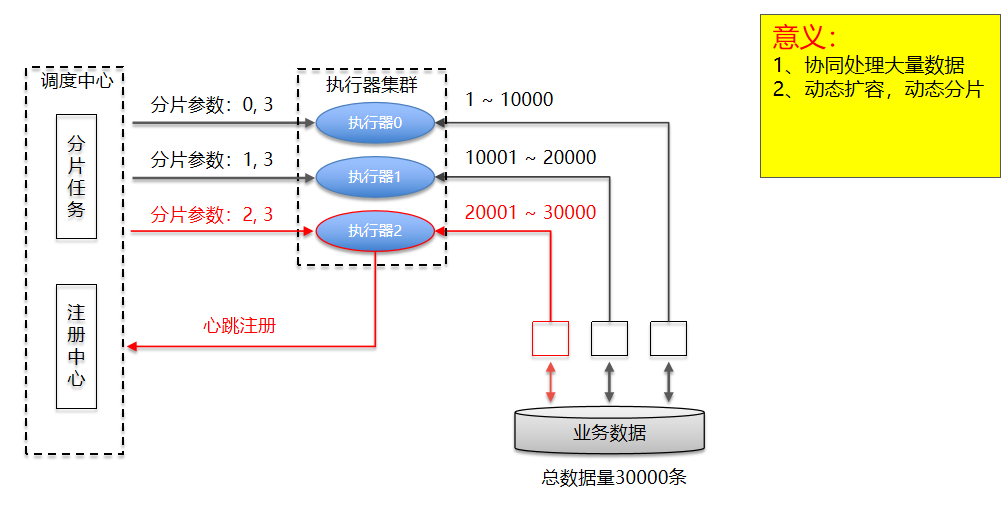 意义：
1、协同处理大量数据
2、动态扩容，动态分片
调度中心
执行器集群
分片参数：0, 3
执行器0
1 ~ 10000
分片任务
分片参数：1, 3
执行器1
10001 ~ 20000
分片参数：2, 3
执行器2
20001 ~ 30000
注册中心
心跳注册
业务数据
总数据量30000条